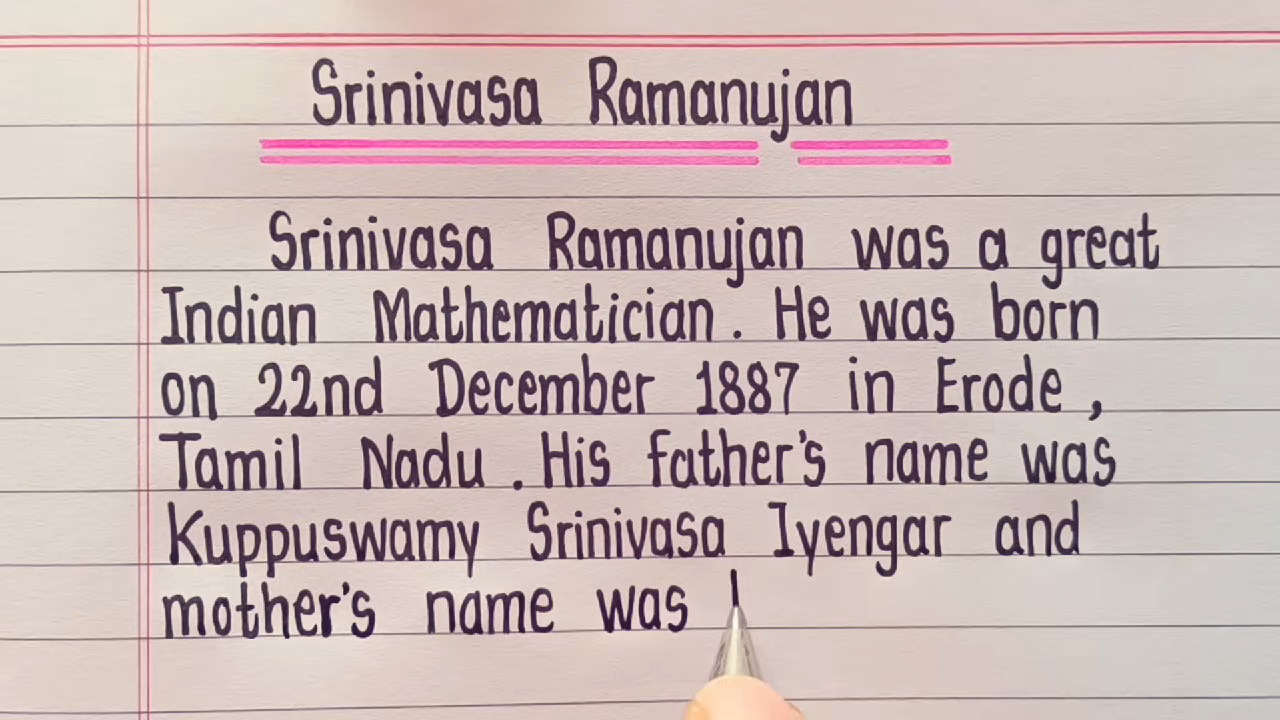 Srinivasa Ramanujan
Srinivasa Ramanujan was a great
Indian Mathematician. He was born
on 22nd December 1887 in Erode,
Tamil Nadu. His father's name was
Kuppuswamy Srinivasa Iyengar and
mother's name was